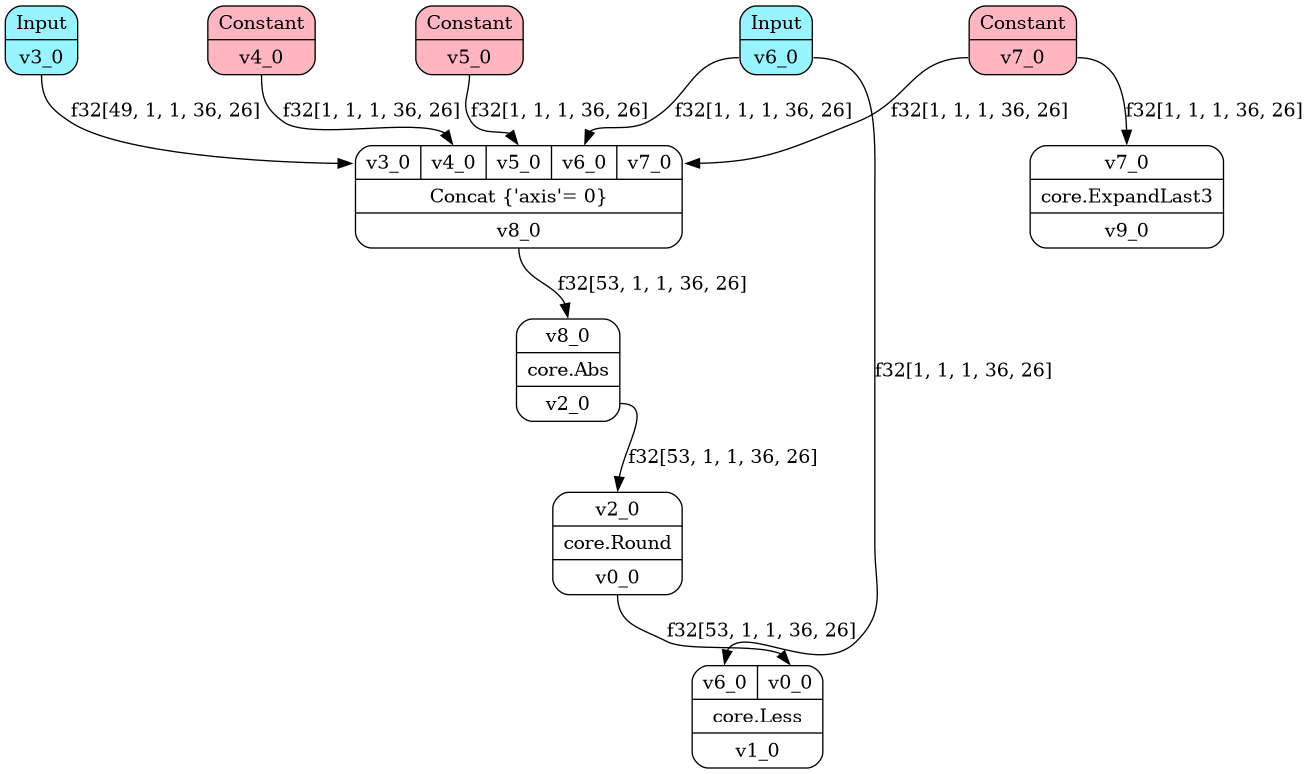 Input
v3_0
Constant
v4_0
Constant
v5_0
Input
v6_0
Constant
v7_0
f32[49, 1, 1, 36, 26]
f32[1, 1, 1, 36, 26]
f32[1, 1, 1, 36, 26]
f32[1, 1, 1, 36, 26]
f32[1, 1, 1, 36, 26]
f32[1, 1, 1, 36, 26]
v3_0 v4_0 v5_0 v6_0 v7_0
Concat {'axis'= 0}
v8_0
v7_0
core.ExpandLast3
v9_0
f32[53, 1, 1, 36, 26]
v8_0
core.Abs
v2_0
f32[1, 1, 1, 36, 26]
f32[53, 1, 1, 36, 26]
v2_0
core.Round
v0_0
f32[53, 1, 1, 36, 26]
v6_0 v0_0
core.Less
v1_0